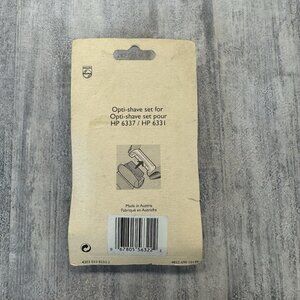 PHILIPS
Opti-shave set for
Opti-shave set pour
HP 6337 / HP 6331
Made in Austria
Fabriqué en Autriche